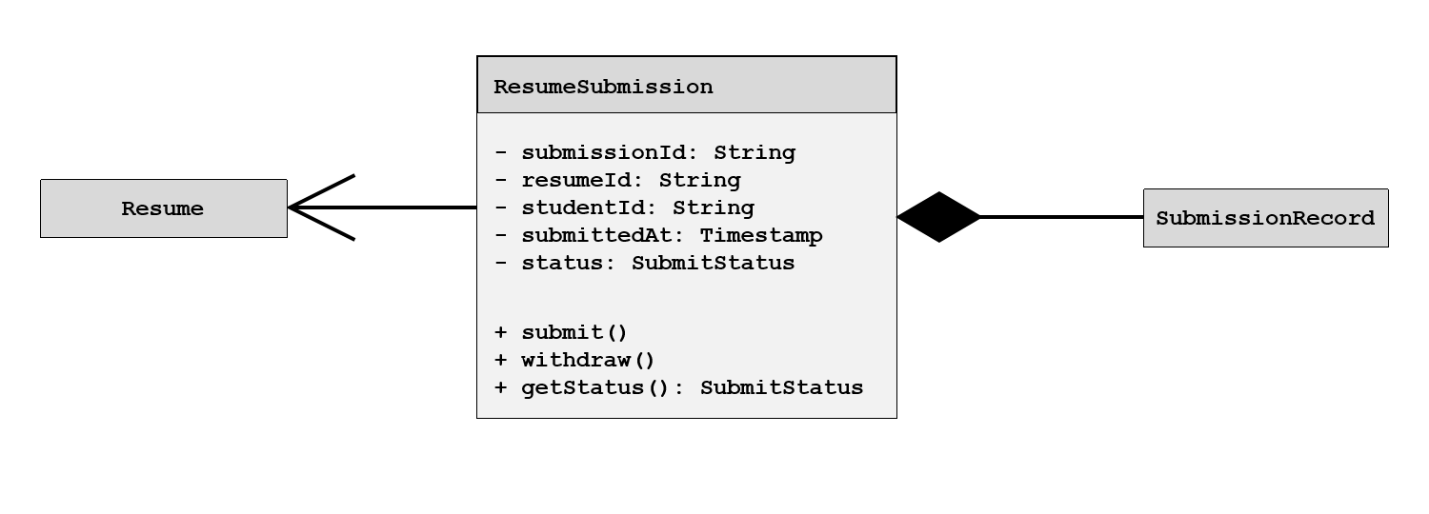 ResumeSubmission
- submissionId: String
- resumeId: String
- studentId: String
- submittedAt: Timestamp
- status: SubmitStatus
+ submit()
+ withdraw()
+ getStatus(): SubmitStatus
Resume
SubmissionRecord